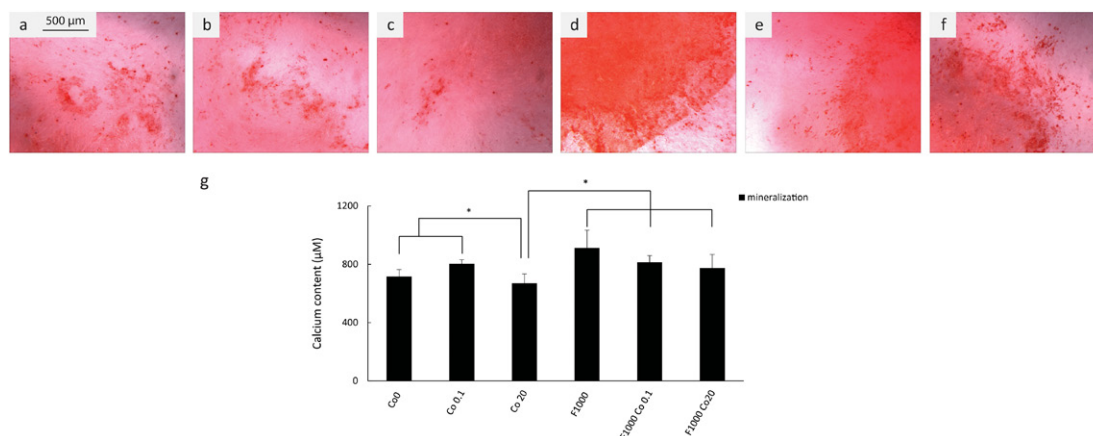 a
500 µm
b
c
d
e
f
g
*
*
mineralization
1200
800
400
0
Calcium content (µM)
Co0
Co 0.1
Co 20
F1000
F1000 Co 0.1
F1000 Co20